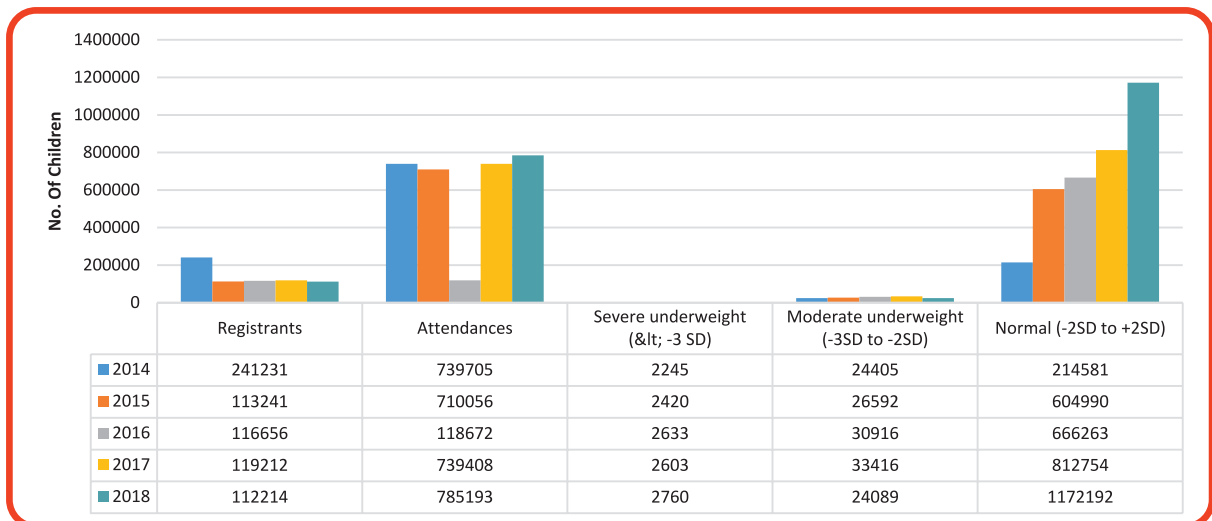 1400000
1200000
1000000
800000
600000
400000
200000
0
No. Of Children
Registrants Attendances Severe underweight (&lt; -3 SD) Moderate underweight (-3SD to -2SD) Normal (-2SD to +2SD)
2014 241231 739705 2245 24405 214581
2015 113241 710056 2420 26592 604990
2016 116656 118672 2633 30916 666263
2017 119212 739408 2603 33416 812754
2018 112214 785193 2760 24089 1172192